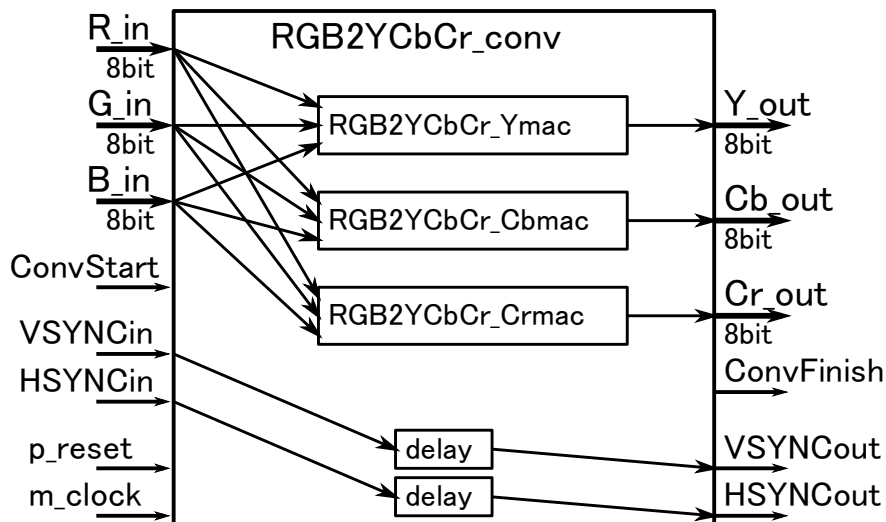 RGB2YCbCr_conv
R_in
8bit
G_in
8bit
B_in
8bit
ConvStart
VSYNCin
HSYNCin
p_reset
m_clock
RGB2YCbCr_Ymac
RGB2YCbCr_Cbmac
RGB2YCbCr_Crmac
delay
delay
Y_out
8bit
Cb_out
8bit
Cr_out
8bit
ConvFinish
VSYNCout
HSYNCout